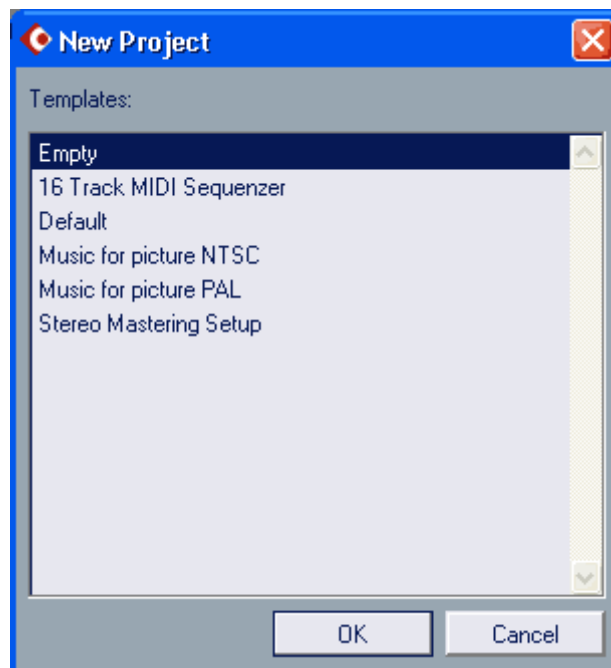 New Project
Templates:
Empty
16 Track MIDI Sequenzer
Default
Music for picture NTSC
Music for picture PAL
Stereo Mastering Setup
OK Cancel